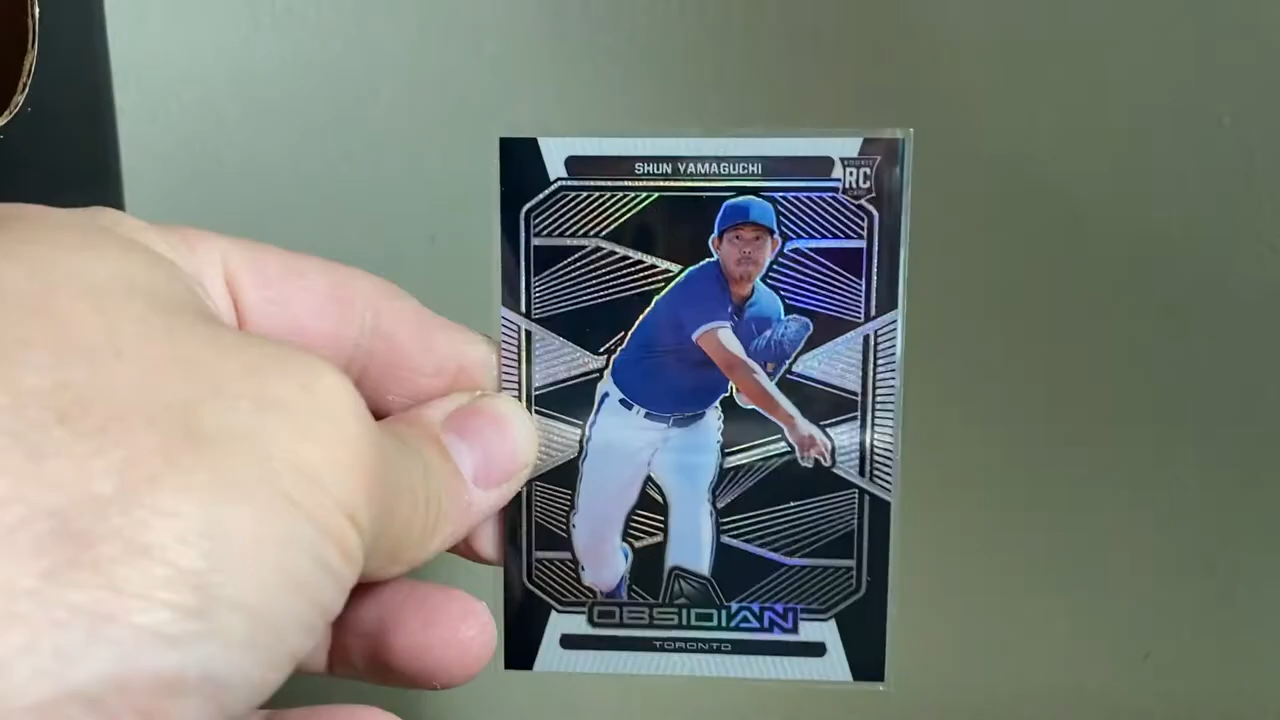 SHUN YAMAGUCHI
ROOKIE
RC
CARD
OBSIDIAN
TORONTO